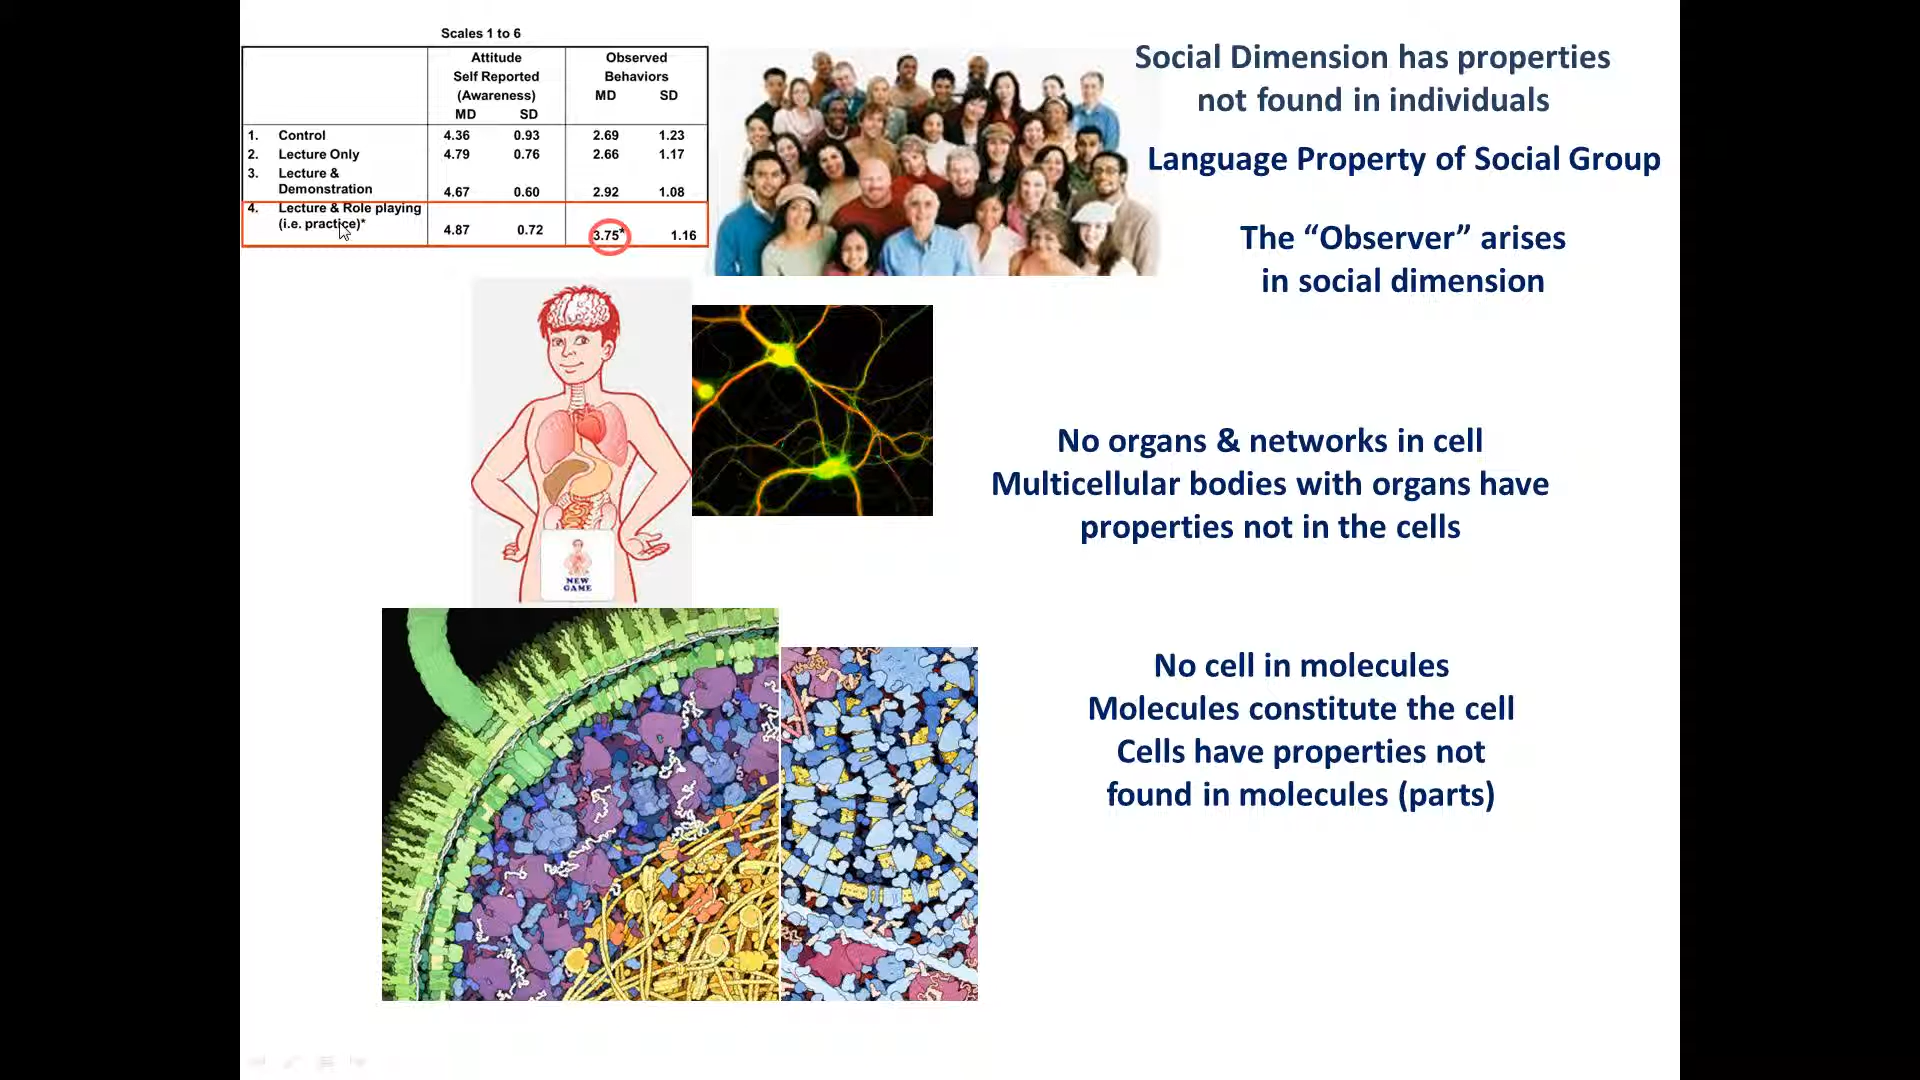 Scales 1 to 6
Attitude
Self Reported
(Awareness)
MD SD
Observed
Behaviors
MD SD
1. Control 4.36 0.93 2.69 1.23
2. Lecture Only 4.79 0.76 2.66 1.17
3. Lecture &
Demonstration 4.67 0.60 2.92 1.08
4. Lecture & Role playing
(i.e. practice)* 4.87 0.72 3.75* 1.16
Social Dimension has properties
not found in individuals
Language Property of Social Group
The “Observer” arises
in social dimension
NEW
GAME
No organs & networks in cell
Multicellular bodies with organs have
properties not in the cells
No cell in molecules
Molecules constitute the cell
Cells have properties not
found in molecules (parts)